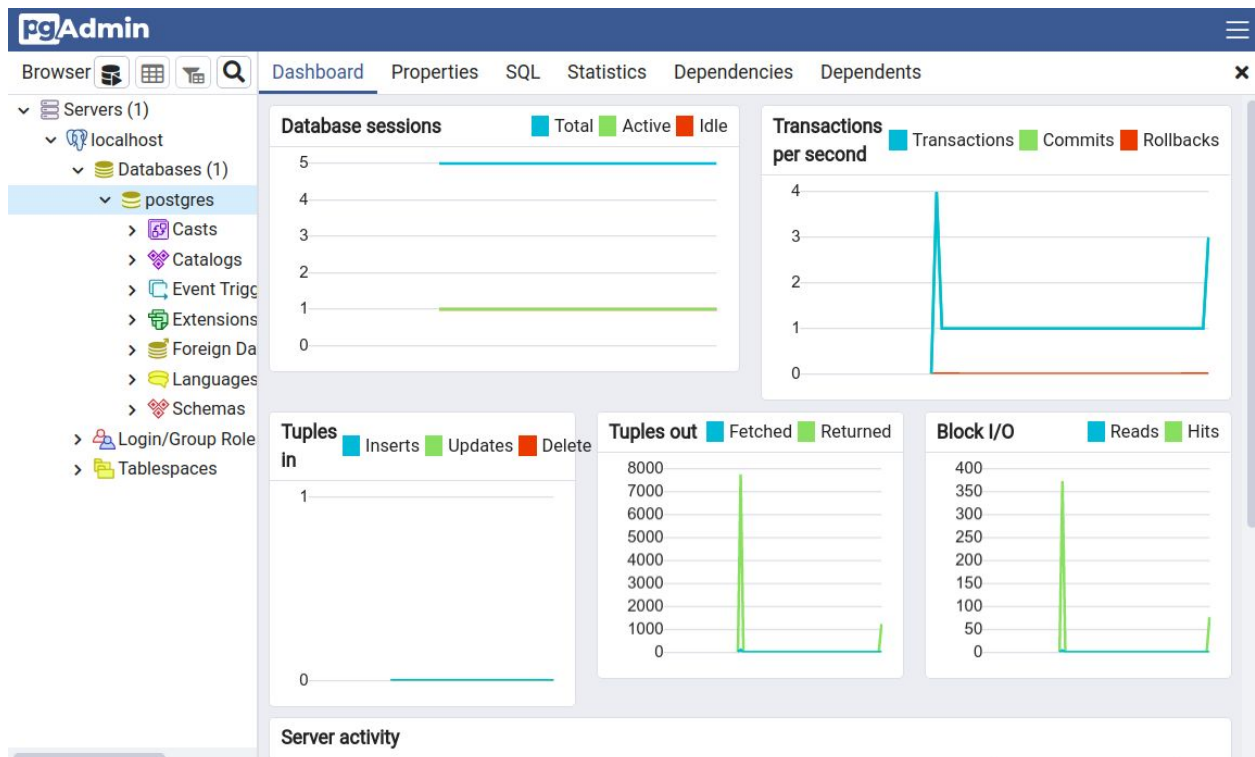 pgAdmin
Browser
Dashboard Properties SQL Statistics Dependencies Dependents
Servers (1)
localhost
Databases (1)
postgres
Casts
Catalogs
Event Trigg
Extensions
Foreign Da
Languages
Schemas
Login/Group Role
Tablespaces
Database sessions
Total Active Idle
5
4
3
2
1
0
Transactions
per second
Transactions Commits Rollbacks
4
3
2
1
0
Tuples
in
Inserts Updates Delete
1
0
Tuples out
Fetched Returned
8000
7000
6000
5000
4000
3000
2000
1000
0
Block I/O
Reads Hits
400
350
300
250
200
150
100
50
0
Server activity